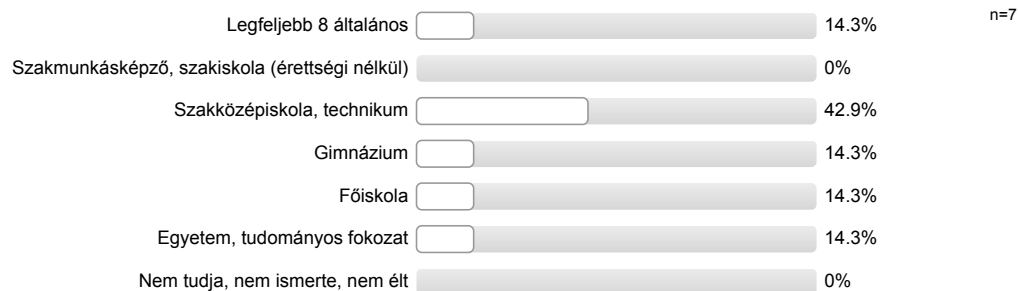 Legfeljebb 8 általános 14.3% n=7
Szakmunkásképző, szakiskola (érettségi nélkül) 0%
Szakközépiskola, technikum 42.9%
Gimnázium 14.3%
Főiskola 14.3%
Egyetem, tudományos fokozat 14.3%
Nem tudja, nem ismerte, nem élt 0%